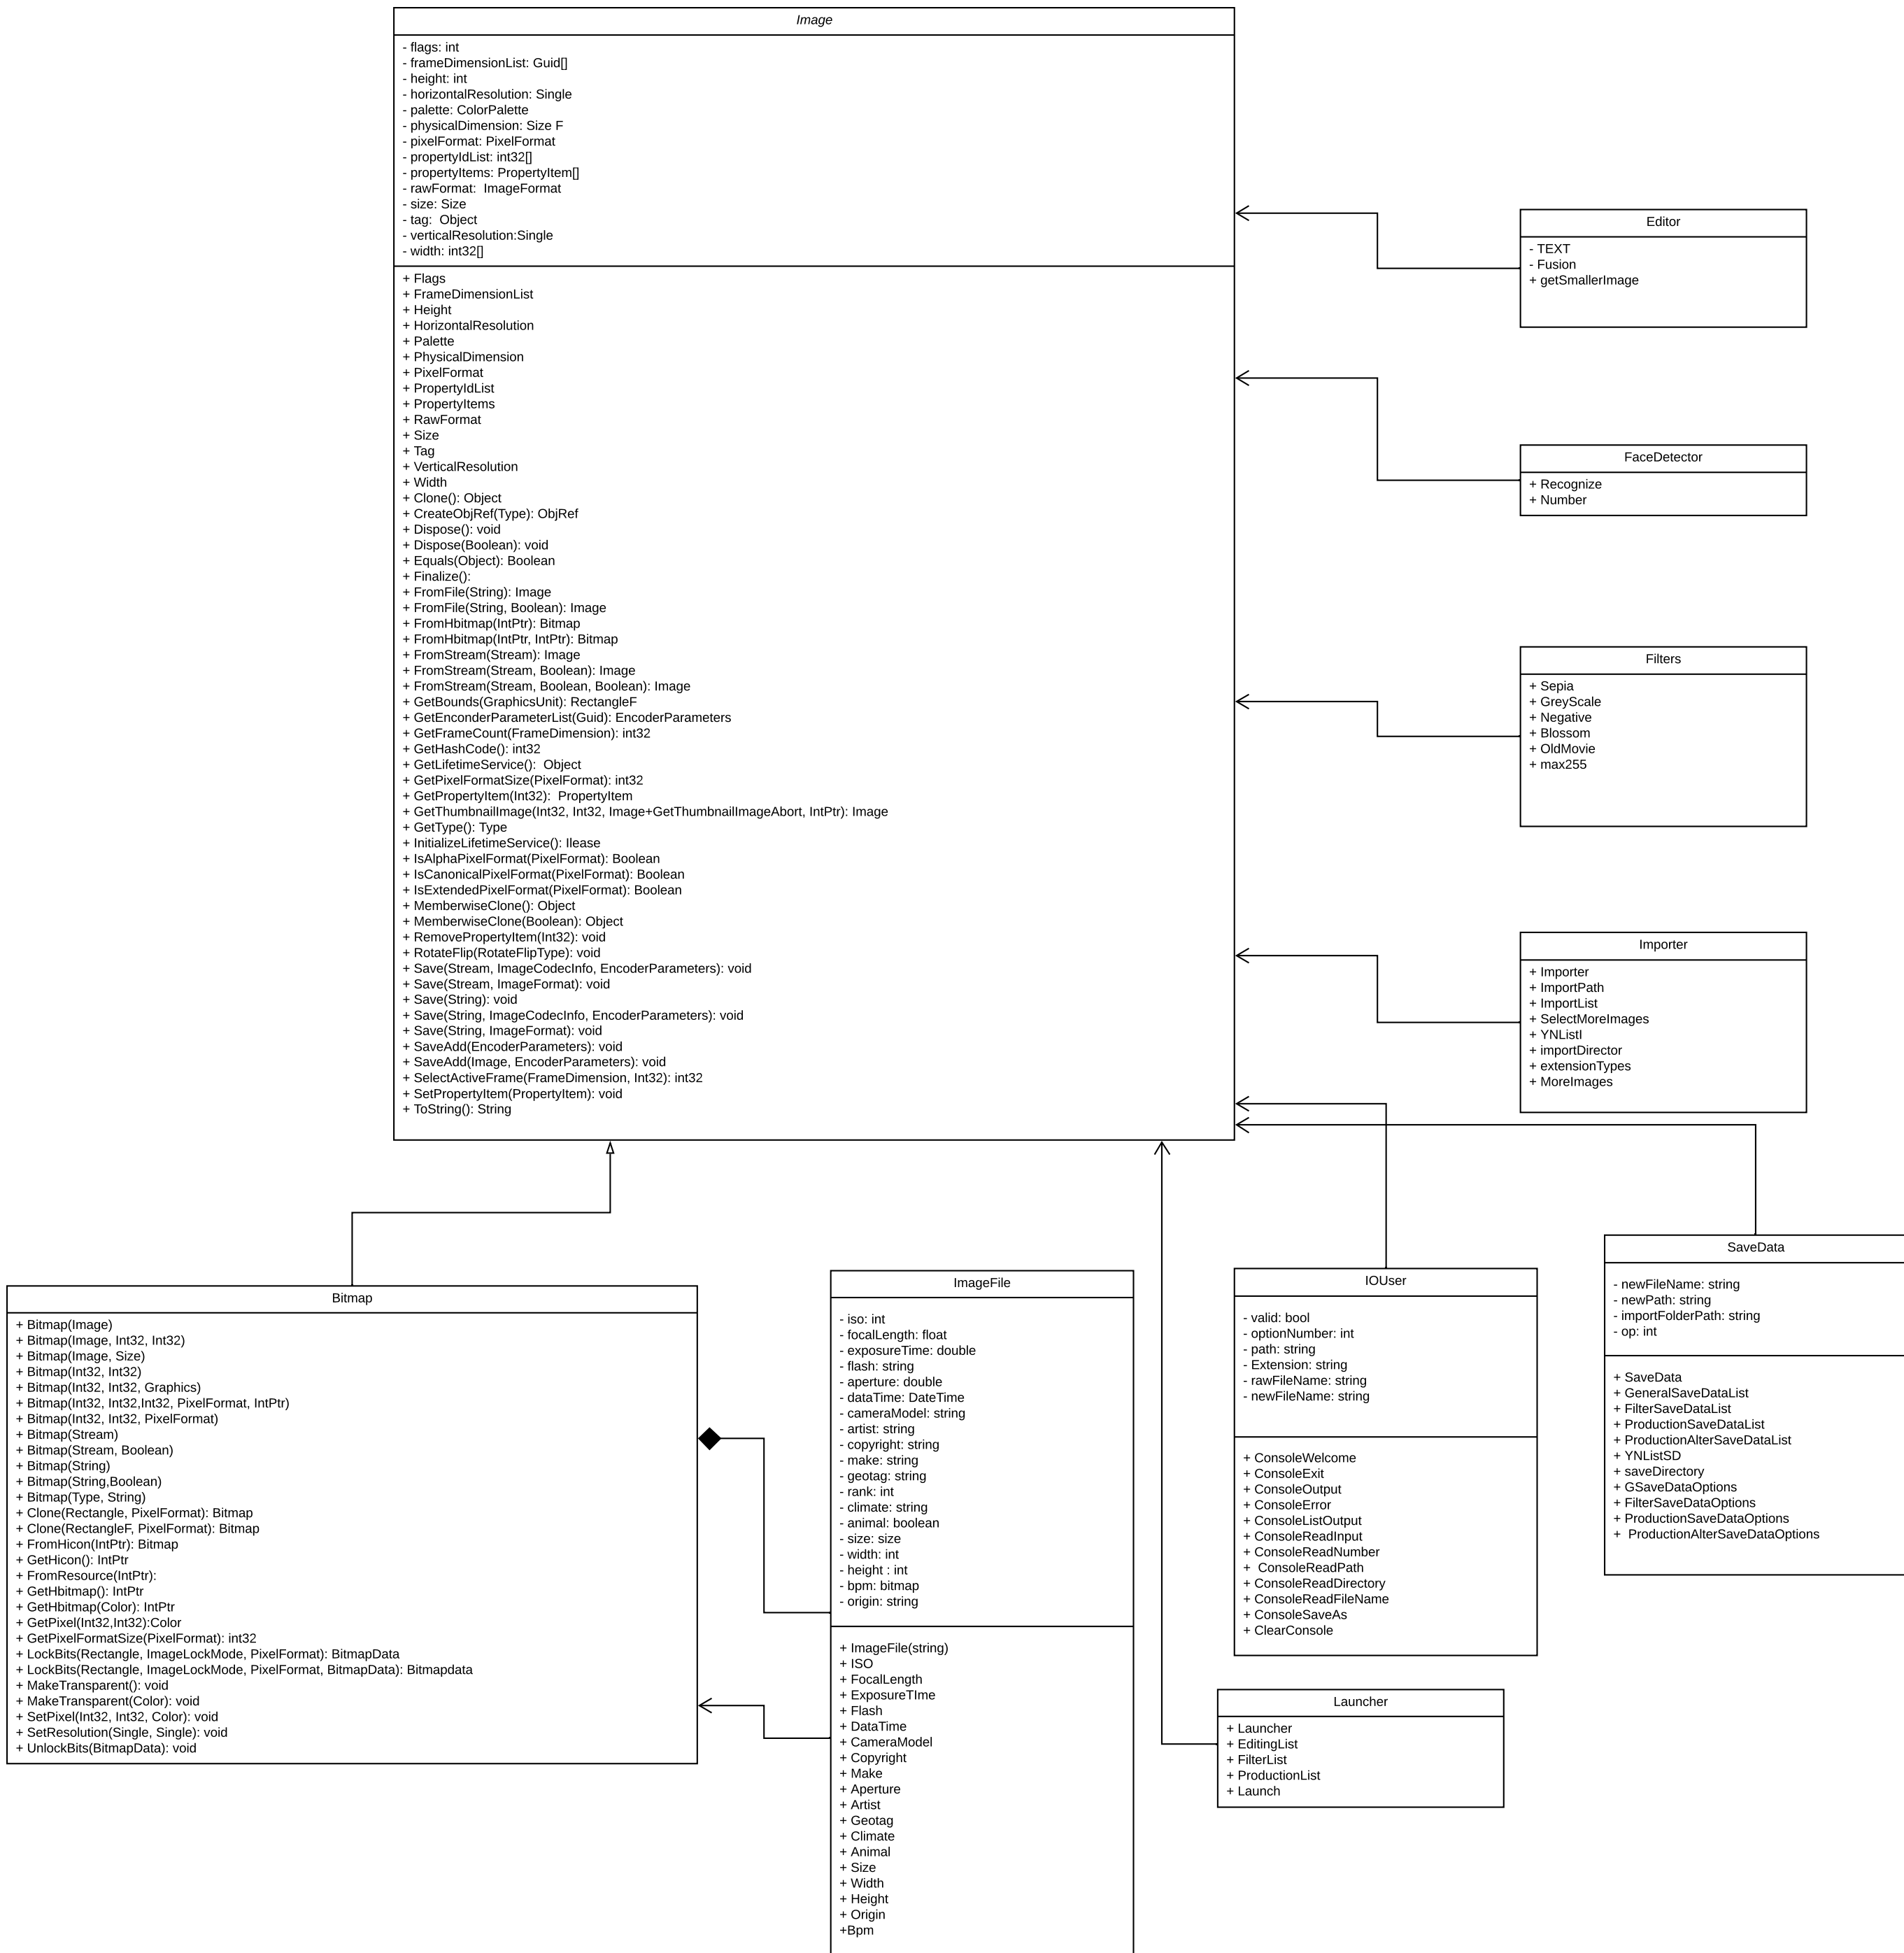 Image
- flags: int
- frameDimensionList: Guid[]
- height: int
- horizontalResolution: Single
- palette: ColorPalette
- physicalDimension: Size F
- pixelFormat: PixelFormat
- propertyIdList: int32[]
- propertyItems: PropertyItem[]
- rawFormat:  ImageFormat
- size: Size
- tag:  Object
- verticalResolution:Single
- width: int32[]
+ Flags
+ FrameDimensionList
+ Height
+ HorizontalResolution
+ Palette
+ PhysicalDimension
+ PixelFormat
+ PropertyIdList
+ PropertyItems
+ RawFormat
+ Size
+ Tag
+ VerticalResolution
+ Width
+ Clone(): Object
+ CreateObjRef(Type): ObjRef
+ Dispose(): void
+ Dispose(Boolean): void
+ Equals(Object): Boolean
+ Finalize():
+ FromFile(String): Image
+ FromFile(String, Boolean): Image
+ FromHbitmap(IntPtr): Bitmap
+ FromHbitmap(IntPtr, IntPtr): Bitmap
+ FromStream(Stream): Image
+ FromStream(Stream, Boolean): Image
+ FromStream(Stream, Boolean, Boolean): Image
+ GetBounds(GraphicsUnit): RectangleF
+ GetEnconderParameterList(Guid): EncoderParameters
+ GetFrameCount(FrameDimension): int32
+ GetHashCode(): int32
+ GetLifetimeService():  Object
+ GetPixelFormatSize(PixelFormat): int32
+ GetPropertyItem(Int32):  PropertyItem
+ GetThumbnailImage(Int32, Int32, Image+GetThumbnailImageAbort, IntPtr): Image
+ GetType(): Type
+ InitializeLifetimeService(): Ilease
+ IsAlphaPixelFormat(PixelFormat): Boolean
+ IsCanonicalPixelFormat(PixelFormat): Boolean
+ IsExtendedPixelFormat(PixelFormat): Boolean
+ MemberwiseClone(): Object
+ MemberwiseClone(Boolean): Object
+ RemovePropertyItem(Int32): void
+ RotateFlip(RotateFlipType): void
+ Save(Stream, ImageCodecInfo, EncoderParameters): void
+ Save(Stream, ImageFormat): void
+ Save(String): void
+ Save(String, ImageCodecInfo, EncoderParameters): void
+ Save(String, ImageFormat): void
+ SaveAdd(EncoderParameters): void
+ SaveAdd(Image, EncoderParameters): void
+ SelectActiveFrame(FrameDimension, Int32): int32
+ SetPropertyItem(PropertyItem): void
+ ToString(): String
Editor
- TEXT
- Fusion
+ getSmallerImage
FaceDetector
+ Recognize
+ Number
Filters
+ Sepia
+ GreyScale
+ Negative
+ Blossom
+ OldMovie
+ max255
Importer
+ Importer
+ ImportPath
+ ImportList
+ SelectMoreImages
+ YNListI
+ importDirector
+ extensionTypes
+ MoreImages
Bitmap
+ Bitmap(Image)
+ Bitmap(Image, Int32, Int32)
+ Bitmap(Image, Size)
+ Bitmap(Int32, Int32)
+ Bitmap(Int32, Int32, Graphics)
+ Bitmap(Int32, Int32,Int32, PixelFormat, IntPtr)
+ Bitmap(Int32, Int32, PixelFormat)
+ Bitmap(Stream)
+ Bitmap(Stream, Boolean)
+ Bitmap(String)
+ Bitmap(String,Boolean)
+ Bitmap(Type, String)
+ Clone(Rectangle, PixelFormat): Bitmap
+ Clone(RectangleF, PixelFormat): Bitmap
+ FromHicon(IntPtr): Bitmap
+ GetHicon(): IntPtr
+ FromResource(IntPtr):
+ GetHbitmap(): IntPtr
+ GetHbitmap(Color): IntPtr
+ GetPixel(Int32,Int32):Color
+ GetPixelFormatSize(PixelFormat): int32
+ LockBits(Rectangle, ImageLockMode, PixelFormat): BitmapData
+ LockBits(Rectangle, ImageLockMode, PixelFormat, BitmapData): Bitmapdata
+ MakeTransparent(): void
+ MakeTransparent(Color): void
+ SetPixel(Int32, Int32, Color): void
+ SetResolution(Single, Single): void
+ UnlockBits(BitmapData): void
ImageFile
- iso: int
- focalLength: float
- exposureTime: double
- flash: string
- aperture: double
- dataTime: DateTime
- cameraModel: string
- artist: string
- copyright: string
- make: string
- geotag: string
- rank: int
- climate: string
- animal: boolean
- size: size
- width: int
- height : int
- bpm: bitmap
- origin: string
+ ImageFile(string)
+ ISO
+ FocalLength
+ ExposureTIme
+ Flash
+ DataTime
+ CameraModel
+ Copyright
+ Make
+ Aperture
+ Artist
+ Geotag
+ Climate
+ Animal
+ Size
+ Width
+ Height
+ Origin
+Bpm
IOUser
- valid: bool
- optionNumber: int
- path: string
- Extension: string
- rawFileName: string
- newFileName: string
+ ConsoleWelcome
+ ConsoleExit
+ ConsoleOutput
+ ConsoleError
+ ConsoleListOutput
+ ConsoleReadInput
+ ConsoleReadNumber
+  ConsoleReadPath
+ ConsoleReadDirectory
+ ConsoleReadFileName
+ ConsoleSaveAs
+ ClearConsole
SaveData
- newFileName: string
- newPath: string
- importFolderPath: string
- op: int
+ SaveData
+ GeneralSaveDataList
+ FilterSaveDataList
+ ProductionSaveDataList
+ ProductionAlterSaveDataList
+ YNListSD
+ saveDirectory
+ GSaveDataOptions
+ FilterSaveDataOptions
+ ProductionSaveDataOptions
+  ProductionAlterSaveDataOptions
Launcher
+ Launcher
+ EditingList
+ FilterList
+ ProductionList
+ Launch